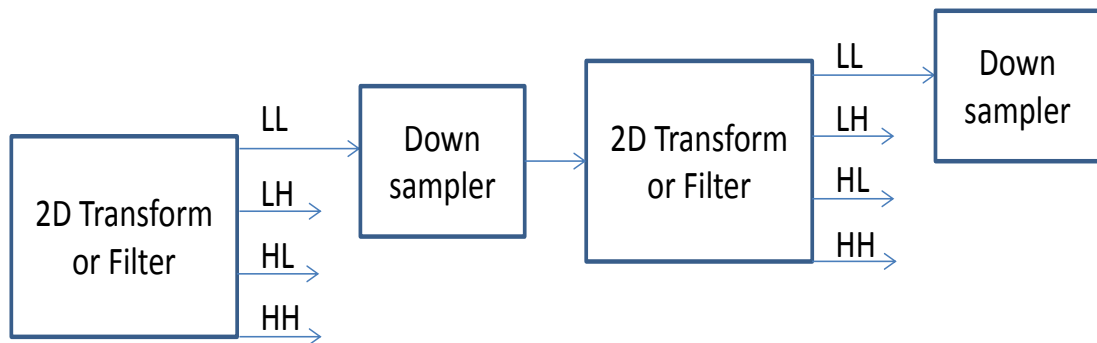 2D Transform
or Filter
LL
LH
HL
HH
Down
sampler
2D Transform
or Filter
LL
LH
HL
HH
Down
sampler